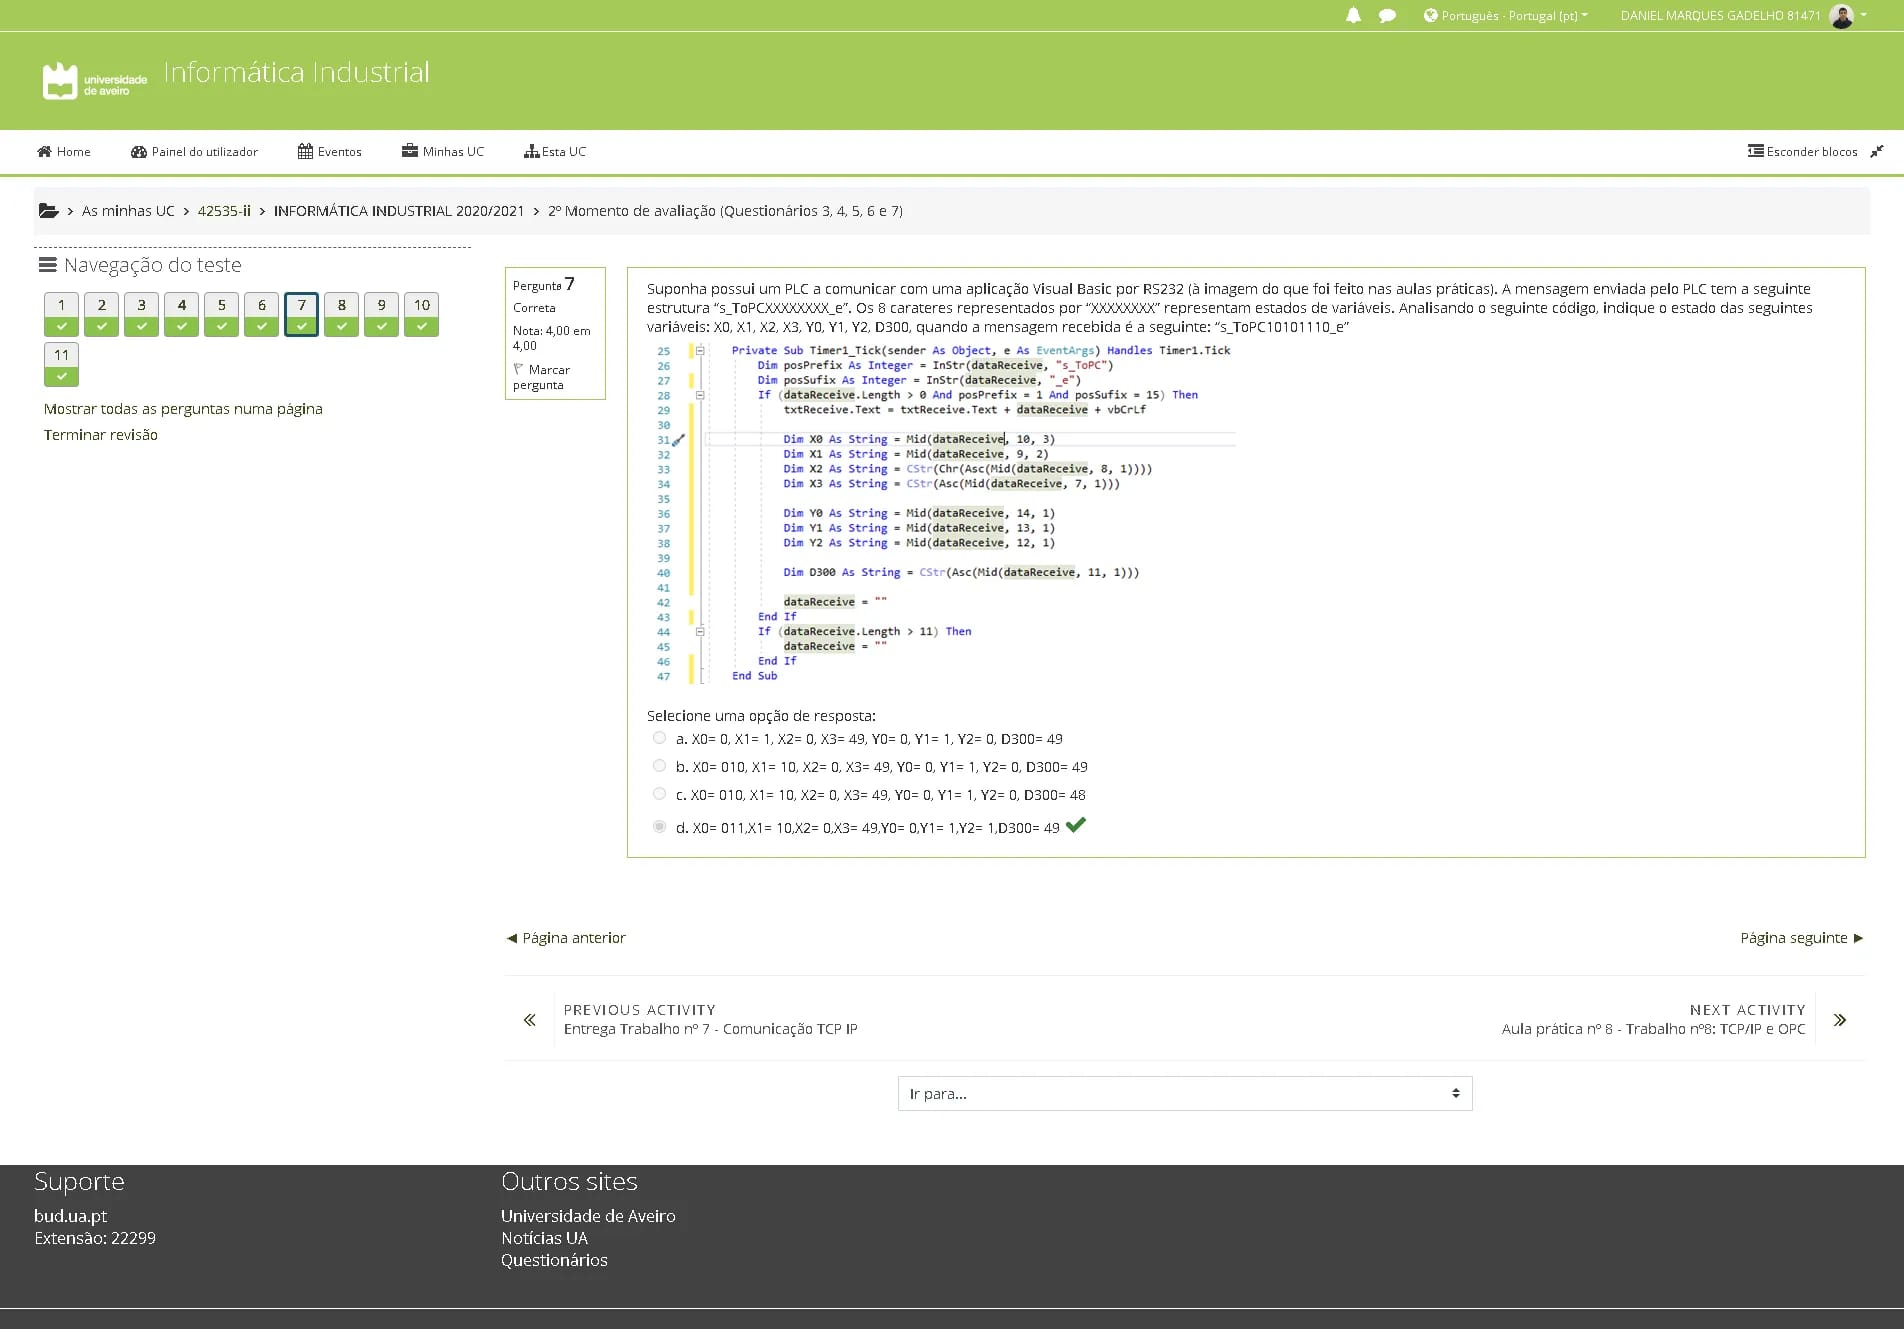 Português - Portugal (pt)
DANIEL MARQUES GADELHO 81471
universidade
de aveiro
Informática Industrial
Home
Painel do utilizador
Eventos
Minhas UC
Esta UC
Esconder blocos
As minhas UC
42535-ii
INFORMÁTICA INDUSTRIAL 2020/2021
2º Momento de avaliação (Questionários 3, 4, 5, 6 e 7)
Navegação do teste
1 2 3 4 5 6 7 8 9 10
11
Mostrar todas as perguntas numa página
Terminar revisão
Pergunta 7
Correta
Nota: 4,00 em
4,00
Marcar
pergunta
Suponha possui um PLC a comunicar com uma aplicação Visual Basic por RS232 (à imagem do que foi feito nas aulas práticas). A mensagem enviada pelo PLC tem a seguinte
estrutura “s_ToPCXXXXXXXX_e”. Os 8 carateres representados por “XXXXXXXX” representam estados de variáveis. Analisando o seguinte código, indique o estado das seguintes
variáveis: X0, X1, X2, X3, Y0, Y1, Y2, D300, quando a mensagem recebida é a seguinte: “s_ToPC10101110_e”
25 Private Sub Timer1_Tick(sender As Object, e As EventArgs) Handles Timer1.Tick
26 Dim posPrefix As Integer = InStr(dataReceive, "s_ToPC")
27 Dim posSufix As Integer = InStr(dataReceive, "_e")
28 If (dataReceive.Length > 0 And posPrefix = 1 And posSufix = 15) Then
29 txtReceive.Text = txtReceive.Text + dataReceive + vbCrLf
30
31 Dim X0 As String = Mid(dataReceive, 10, 3)
32 Dim X1 As String = Mid(dataReceive, 9, 2)
33 Dim X2 As String = CStr(Chr(Asc(Mid(dataReceive, 8, 1))))
34 Dim X3 As String = CStr(Asc(Mid(dataReceive, 7, 1)))
35
36 Dim Y0 As String = Mid(dataReceive, 14, 1)
37 Dim Y1 As String = Mid(dataReceive, 13, 1)
38 Dim Y2 As String = Mid(dataReceive, 12, 1)
39
40 Dim D300 As String = CStr(Asc(Mid(dataReceive, 11, 1)))
41
42 dataReceive = ""
43 End If
44 If (dataReceive.Length > 11) Then
45 dataReceive = ""
46 End If
47 End Sub
Selecione uma opção de resposta:
a. X0= 0, X1= 1, X2= 0, X3= 49, Y0= 0, Y1= 1, Y2= 0, D300= 49
b. X0= 010, X1= 10, X2= 0, X3= 49, Y0= 0, Y1= 1, Y2= 0, D300= 49
c. X0= 010, X1= 10, X2= 0, X3= 49, Y0= 0, Y1= 1, Y2= 0, D300= 48
d. X0= 011,X1= 10,X2= 0,X3= 49,Y0= 0,Y1= 1,Y2= 1,D300= 49
◄ Página anterior
Página seguinte ►
PREVIOUS ACTIVITY
Entrega Trabalho nº 7 - Comunicação TCP IP
NEXT ACTIVITY
Aula prática nº 8 - Trabalho nº8: TCP/IP e OPC
Ir para...
Suporte
bud.ua.pt
Extensão: 22299
Outros sites
Universidade de Aveiro
Notícias UA
Questionários